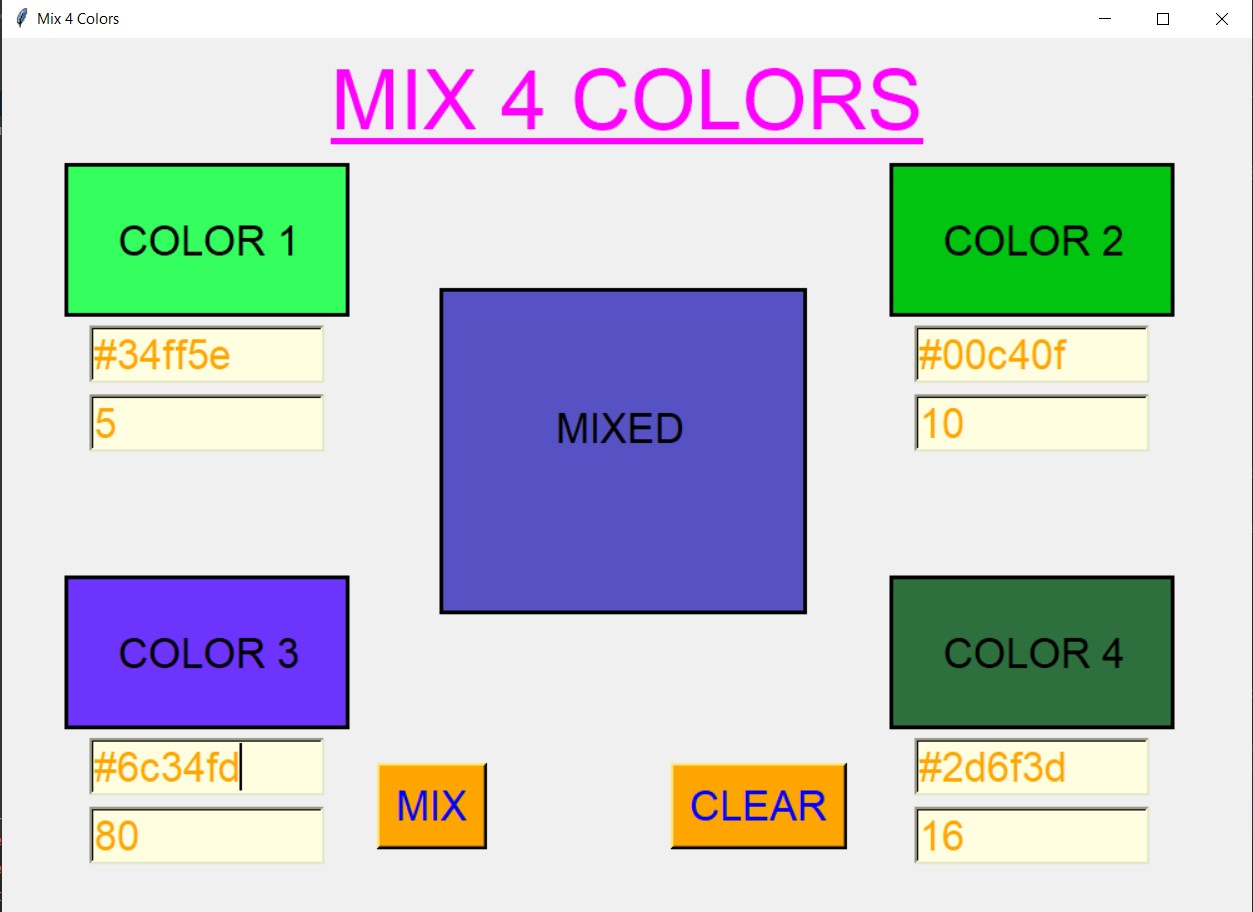 Mix 4 Colors
MIX 4 COLORS
COLOR 1
COLOR 2
#34ff5e
#00c40f
5
10
MIXED
COLOR 3
COLOR 4
#6c34fd
#2d6f3d
MIX
CLEAR
80
16